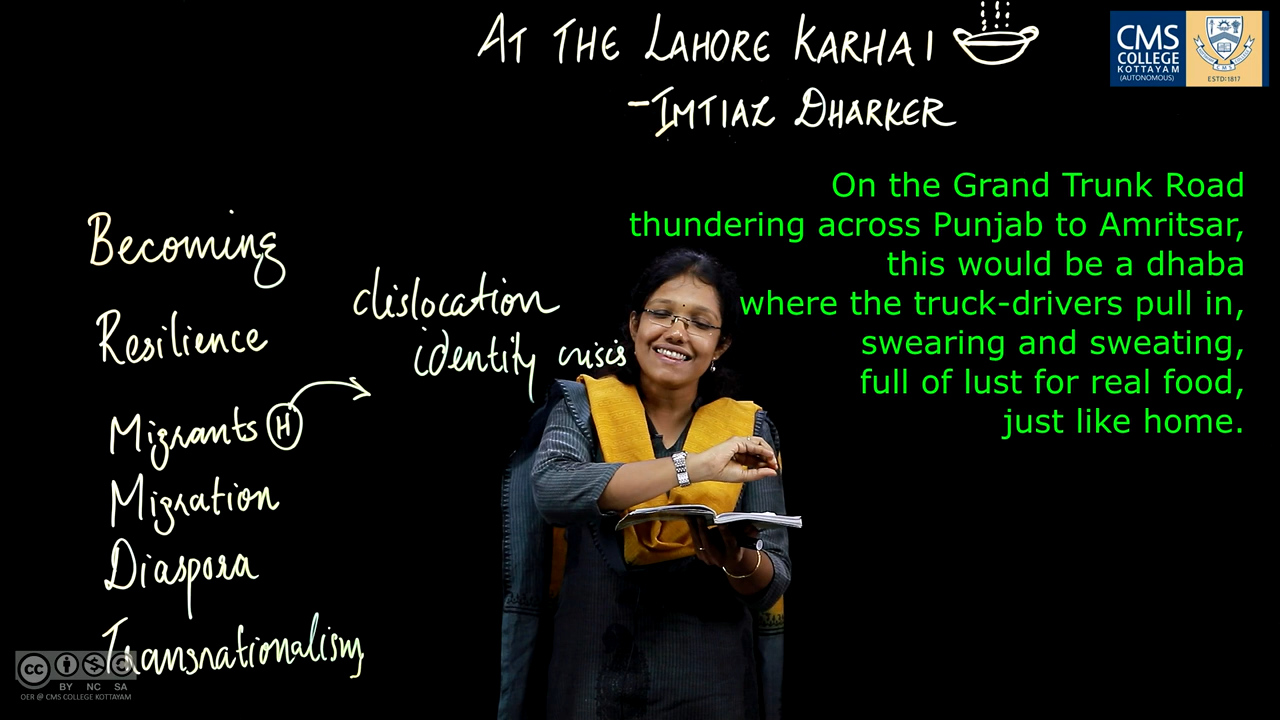 AT THE LAHORE KARHAI
-IMTIAZ DHARKER
CMS
COLLEGE
KOTTAYAM
(AUTONOMOUS)
ESTD:1817
On the Grand Trunk Road
thundering across Punjab to Amritsar,
this would be a dhaba
where the truck-drivers pull in,
swearing and sweating,
full of lust for real food,
just like home.
Becoming
Resilience
Migrants H
Migration
Diaspora
Transnationalism
dislocation
identity crisis
cc
BY NC SA
OER @ CMS COLLEGE KOTTAYAM